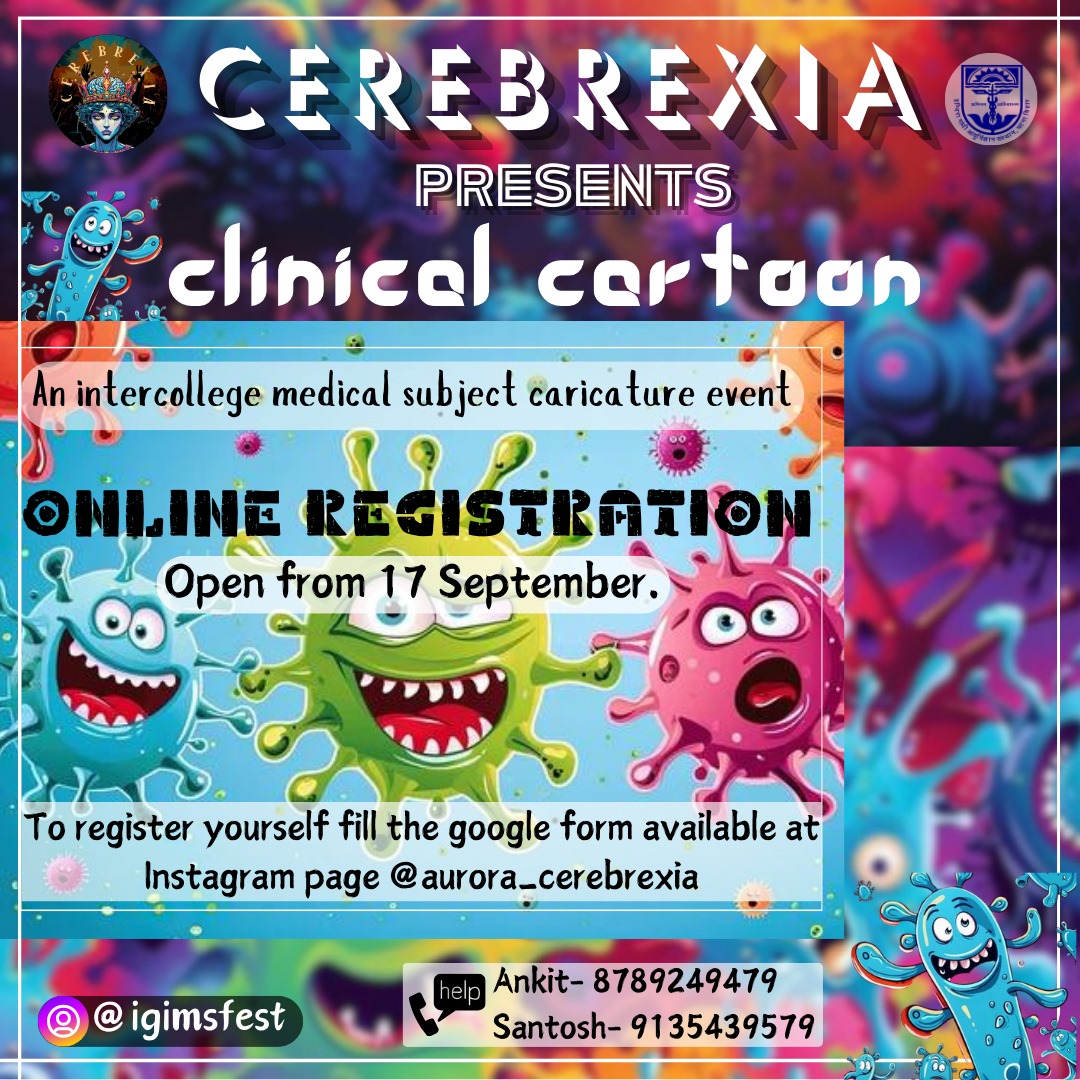 CEREBREXIA
CEREBREXIA
PRESENTS
clinical cartoon
An intercollege medical subject caricature event
ONLINE REGISTRATION
Open from 17 September.
To register yourself fill the google form available at
Instagram page @aurora_cerebrexia
help
Ankit- 8789249479
Santosh- 9135439579
@igimsfest